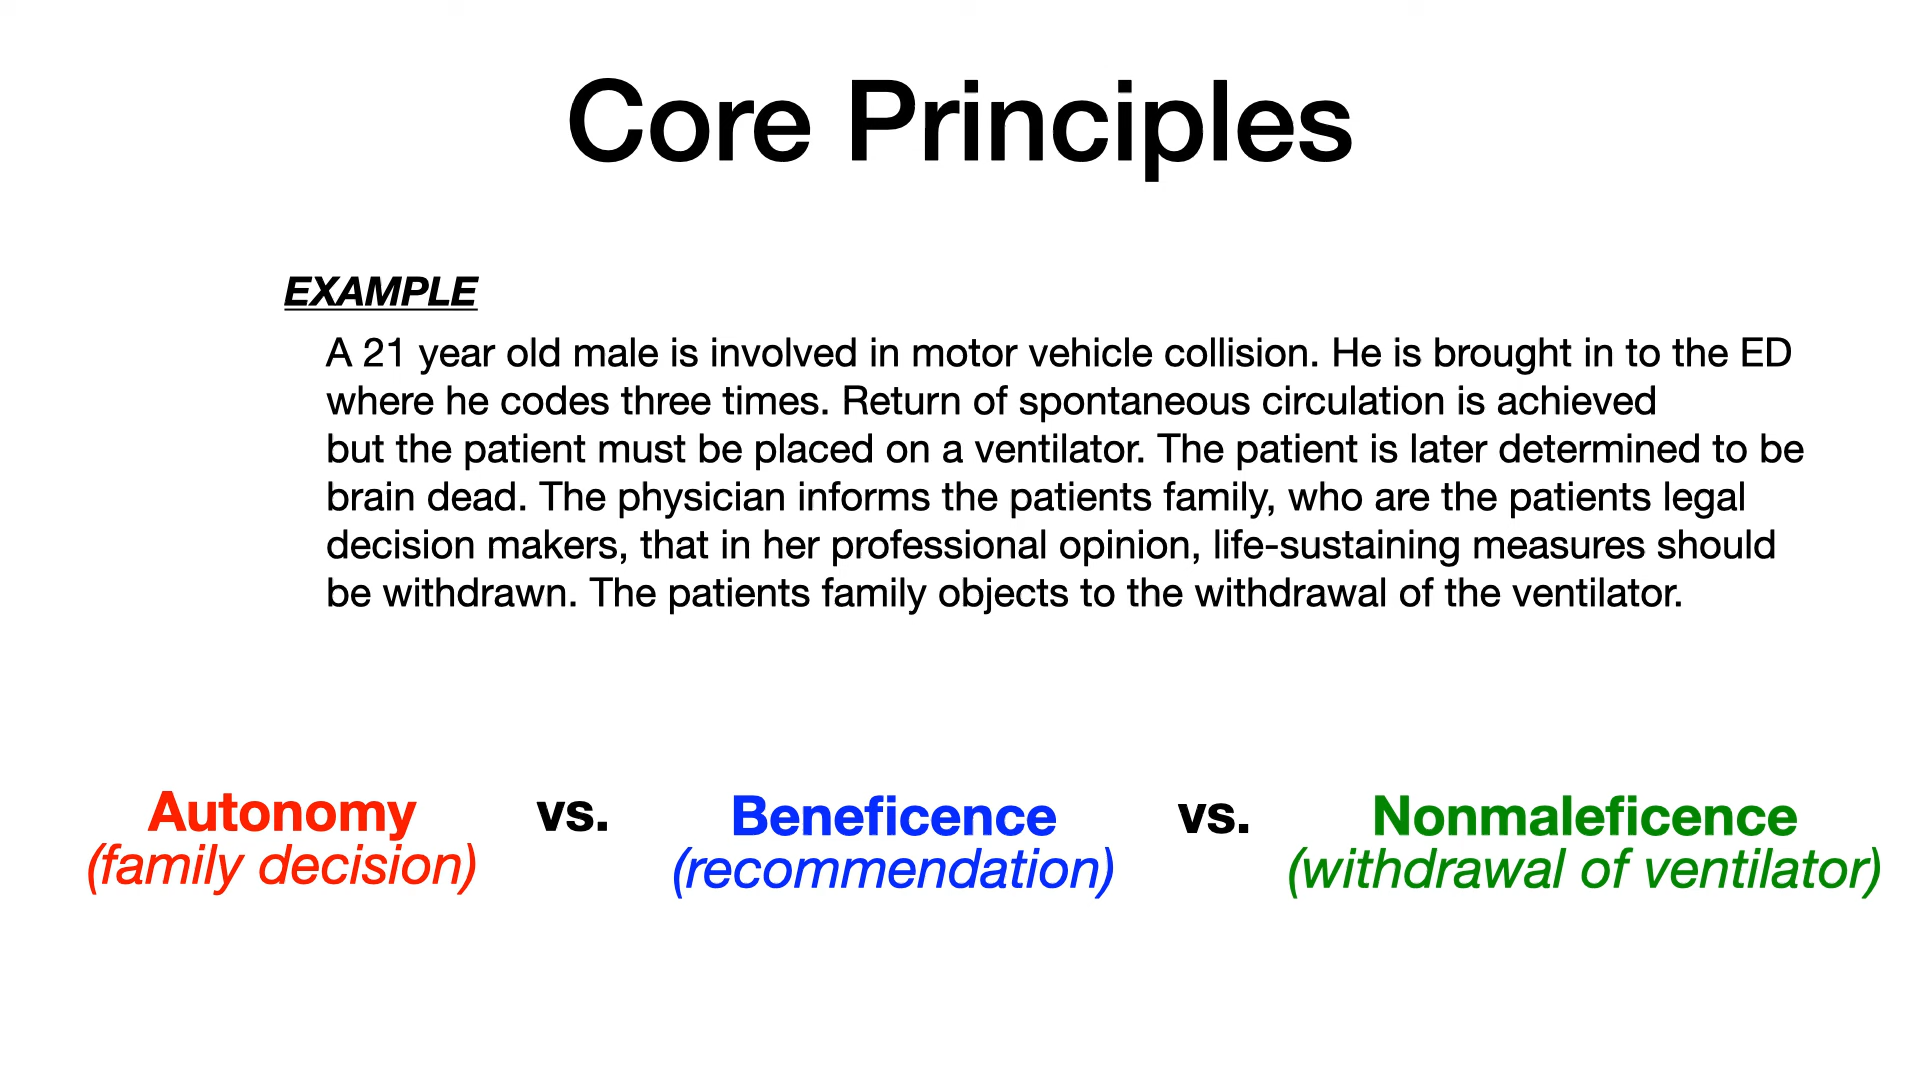 Core Principles
EXAMPLE
A 21 year old male is involved in motor vehicle collision. He is brought in to the ED
where he codes three times. Return of spontaneous circulation is achieved
but the patient must be placed on a ventilator. The patient is later determined to be
brain dead. The physician informs the patients family, who are the patients legal
decision makers, that in her professional opinion, life-sustaining measures should
be withdrawn. The patients family objects to the withdrawal of the ventilator.
Autonomy vs. Beneficence vs. Nonmaleficence
(family decision) (recommendation) (withdrawal of ventilator)